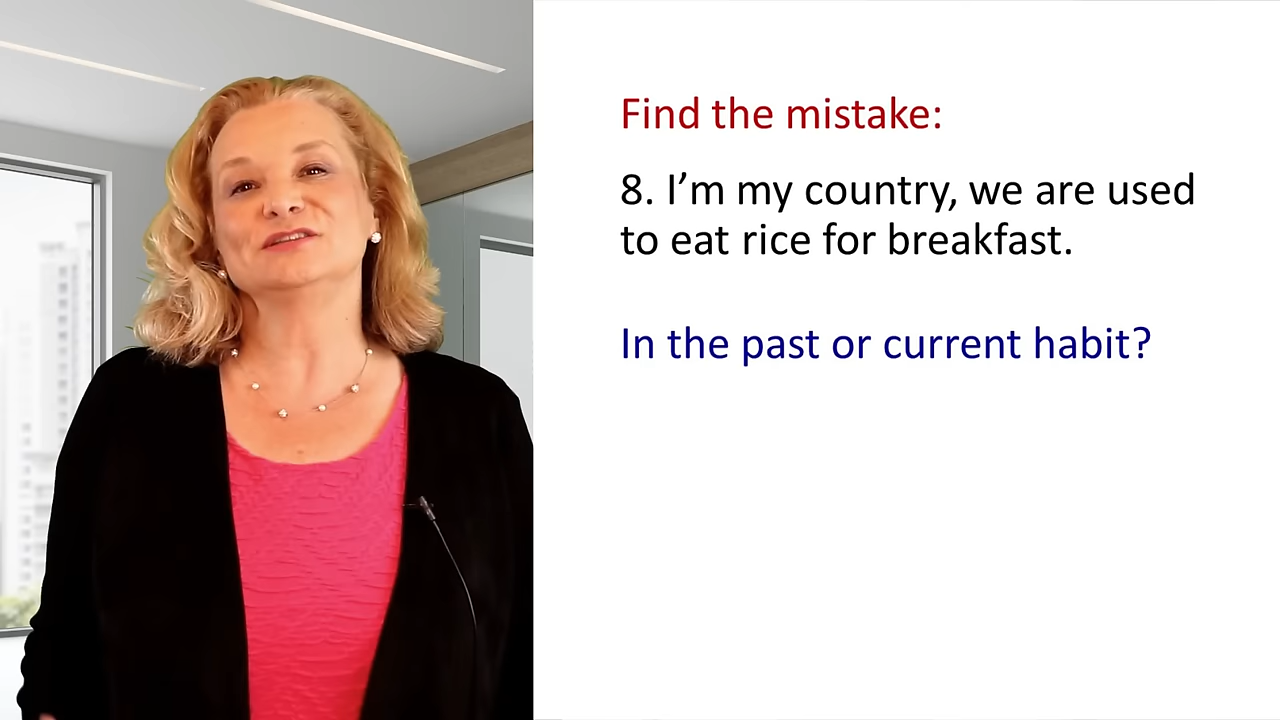 Find the mistake:
8. I’m my country, we are used
to eat rice for breakfast.
In the past or current habit?